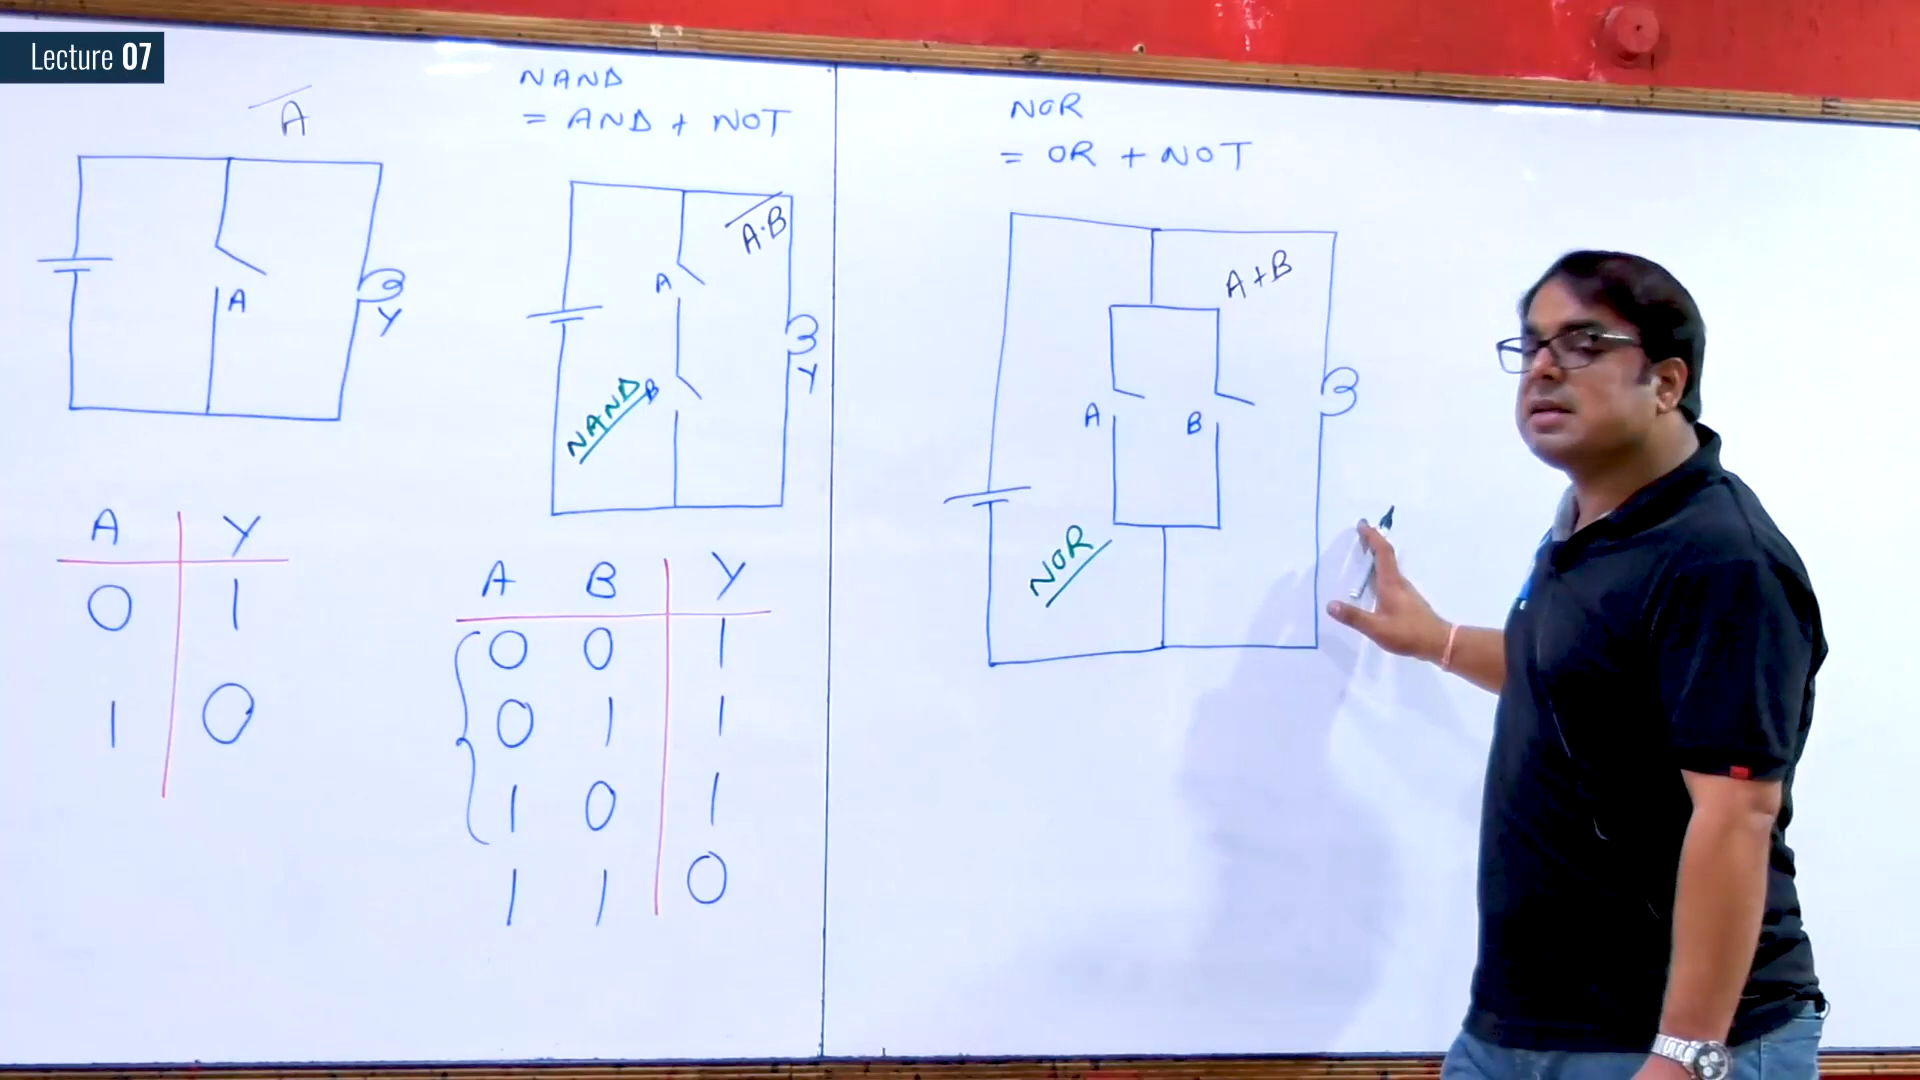 Lecture 07
A̅
A
Y
A Y
0 1
1 0
NAND
= AND + NOT
A̅·̅B̅
A
B
Y
NAND
A B Y
0 0 1
0 1 1
1 0 1
1 1 0
NOR
= OR + NOT
A+B
A
B
NOR